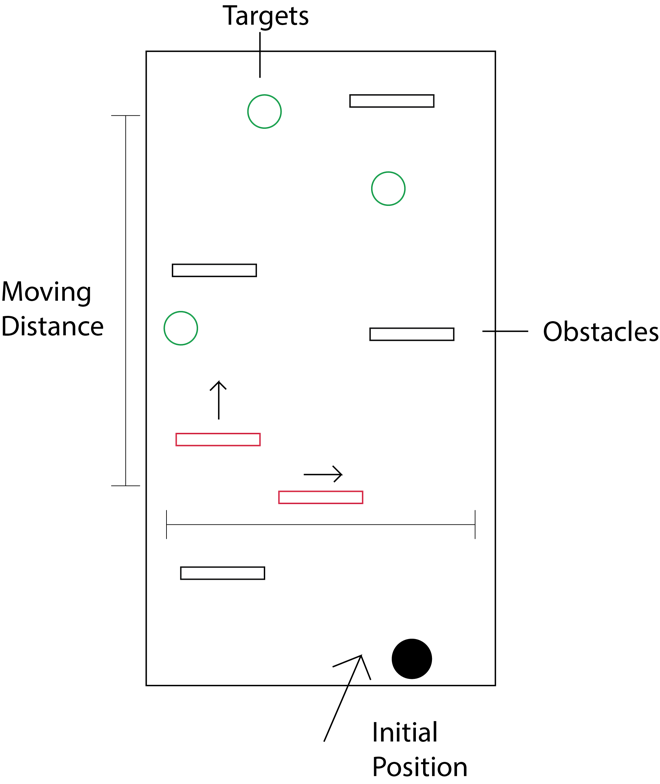 Targets
Moving
Distance
Obstacles
Initial
Position